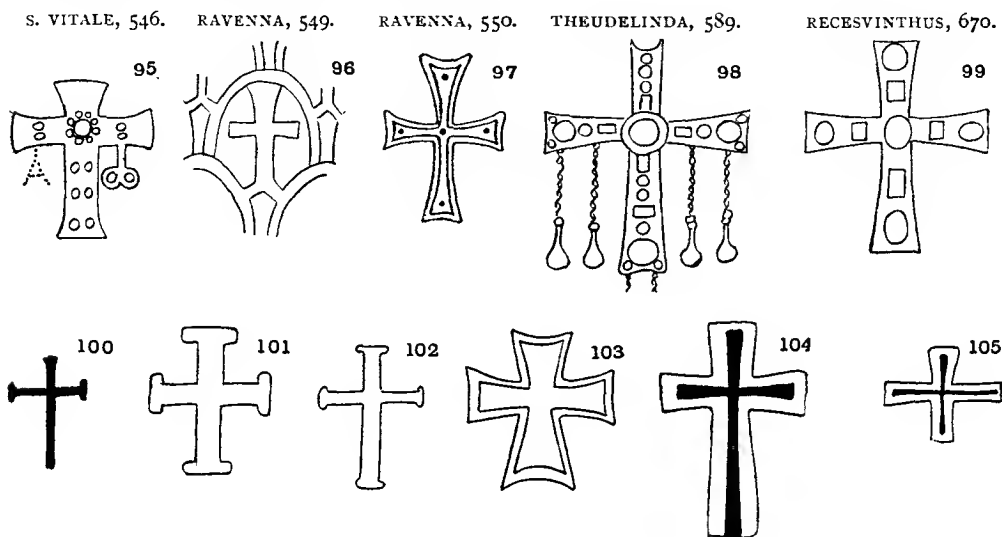 S. VITALE, 546. RAVENNA, 549. RAVENNA, 550. THEUDELINDA, 589. RECESVINTHUS, 670.
95 96 97 98 99
100 101 102 103 104 105